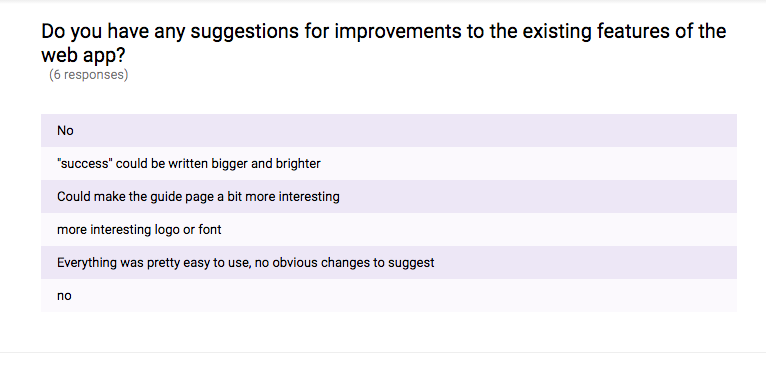 Do you have any suggestions for improvements to the existing features of the
web app?
(6 responses)
No
"success" could be written bigger and brighter
Could make the guide page a bit more interesting
more interesting logo or font
Everything was pretty easy to use, no obvious changes to suggest
no